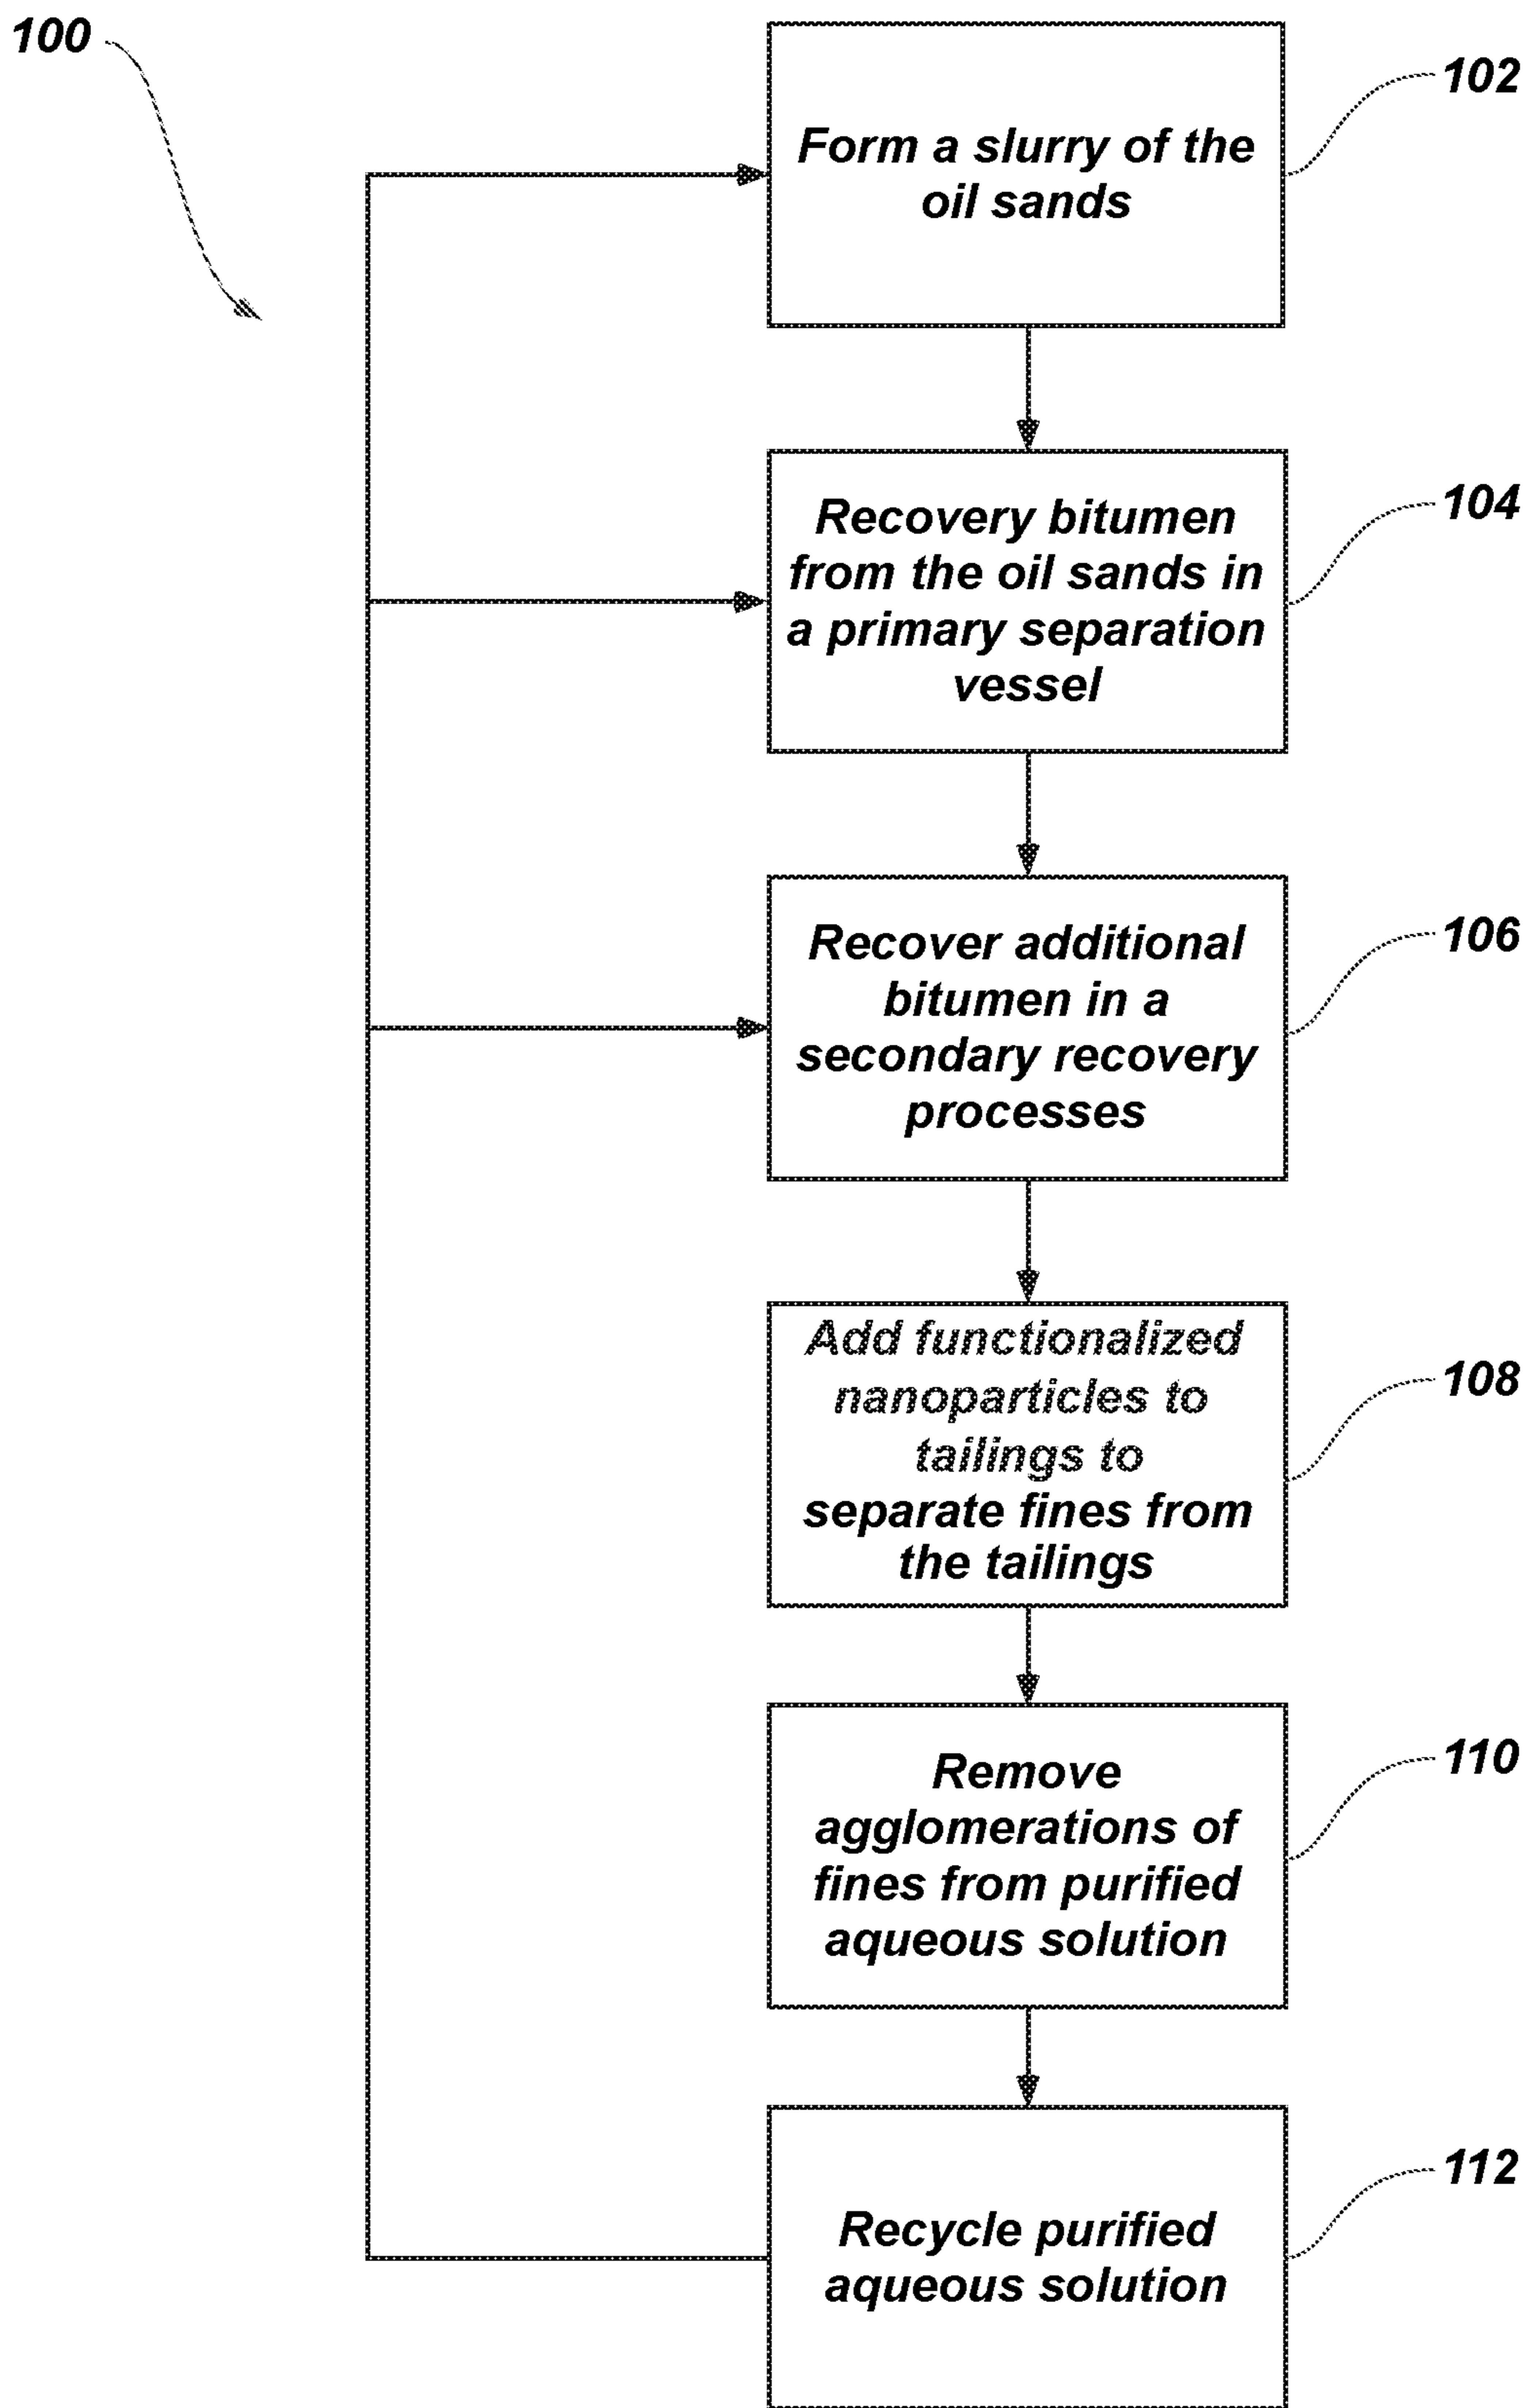 100
102
Form a slurry of the
oil sands
104
Recovery bitumen
from the oil sands in
a primary separation
vessel
106
Recover additional
bitumen in a
secondary recovery
processes
108
Add functionalized
nanoparticles to
tailings to
separate fines from
the tailings
110
Remove
agglomerations of
fines from purified
aqueous solution
112
Recycle purified
aqueous solution